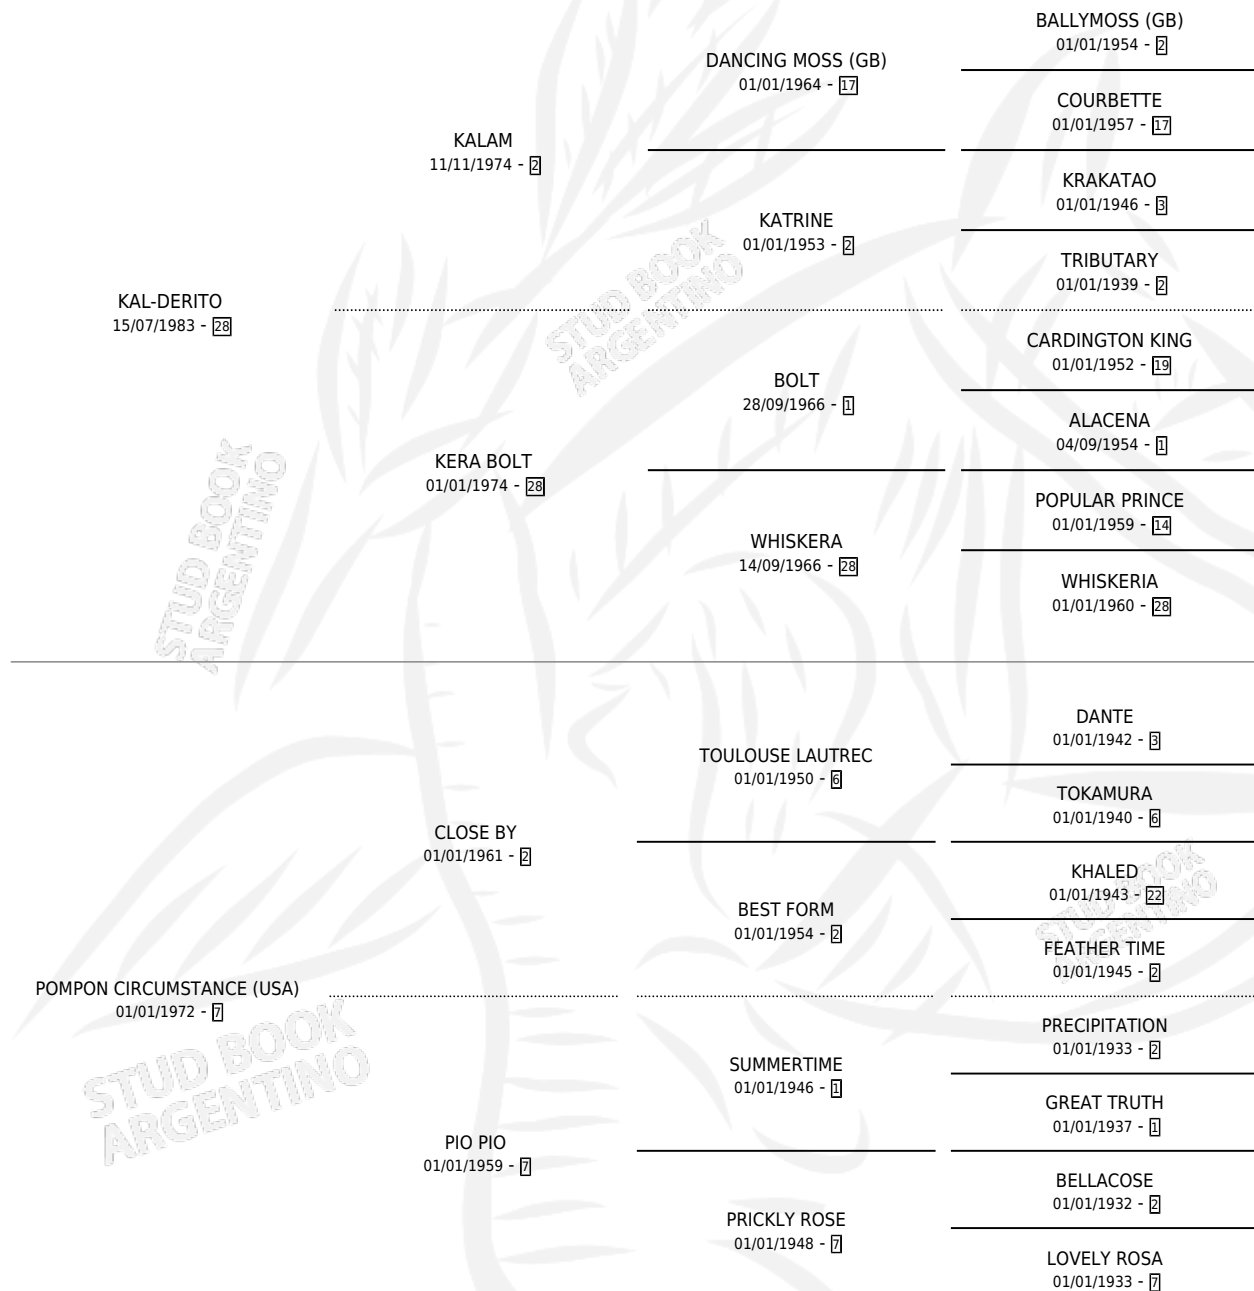 BALLYMOSS (GB)
01/01/1954 - 2
DANCING MOSS (GB)
01/01/1964 - 17
COURBETTE
01/01/1957 - 17
KALAM
11/11/1974 - 2
KRAKATAO
01/01/1946 - 3
KATRINE
01/01/1953 - 2
TRIBUTARY
01/01/1939 - 2
KAL-DERITO
15/07/1983 - 28
CARDINGTON KING
01/01/1952 - 19
BOLT
28/09/1966 - 1
ALACENA
04/09/1954 - 1
KERA BOLT
01/01/1974 - 28
POPULAR PRINCE
01/01/1959 - 14
WHISKERA
14/09/1966 - 28
WHISKERIA
01/01/1960 - 28
DANTE
01/01/1942 - 3
TOULOUSE LAUTREC
01/01/1950 - 6
TOKAMURA
01/01/1940 - 6
CLOSE BY
01/01/1961 - 2
KHALED
01/01/1943 - 22
BEST FORM
01/01/1954 - 2
FEATHER TIME
01/01/1945 - 2
POMPON CIRCUMSTANCE (USA)
01/01/1972 - 7
PRECIPITATION
01/01/1933 - 2
SUMMERTIME
01/01/1946 - 1
GREAT TRUTH
01/01/1937 - 1
PIO PIO
01/01/1959 - 7
BELLACOSE
01/01/1932 - 2
PRICKLY ROSE
01/01/1948 - 7
LOVELY ROSA
01/01/1933 - 7
STUD BOOK
ARGENTINO
STUD BOOK
ARGENTINO
STUD BOOK
ARGENTINO
STUD BOOK
ARGENTINO